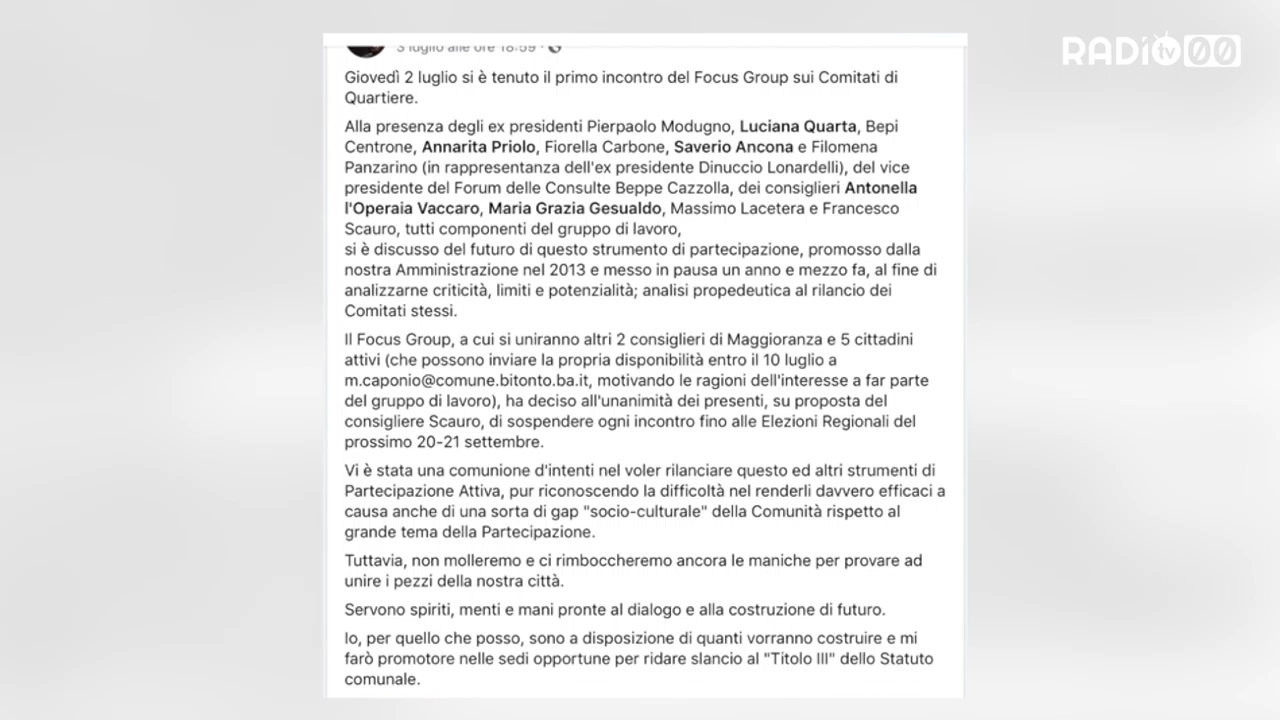 RADIO tv 00
3 luglio alle ore 18:59 ·
Giovedì 2 luglio si è tenuto il primo incontro del Focus Group sui Comitati di
Quartiere.
Alla presenza degli ex presidenti Pierpaolo Modugno, Luciana Quarta, Bepi
Centrone, Annarita Priolo, Fiorella Carbone, Saverio Ancona e Filomena
Panzarino (in rappresentanza dell'ex presidente Dinuccio Lonardelli), del vice
presidente del Forum delle Consulte Beppe Cazzolla, dei consiglieri Antonella
l'Operaia Vaccaro, Maria Grazia Gesualdo, Massimo Lacetera e Francesco
Scauro, tutti componenti del gruppo di lavoro,
si è discusso del futuro di questo strumento di partecipazione, promosso dalla
nostra Amministrazione nel 2013 e messo in pausa un anno e mezzo fa, al fine di
analizzarne criticità, limiti e potenzialità; analisi propedeutica al rilancio dei
Comitati stessi.
Il Focus Group, a cui si uniranno altri 2 consiglieri di Maggioranza e 5 cittadini
attivi (che possono inviare la propria disponibilità entro il 10 luglio a
m.caponio@comune.bitonto.ba.it, motivando le ragioni dell'interesse a far parte
del gruppo di lavoro), ha deciso all'unanimità dei presenti, su proposta del
consigliere Scauro, di sospendere ogni incontro fino alle Elezioni Regionali del
prossimo 20-21 settembre.
Vi è stata una comunione d'intenti nel voler rilanciare questo ed altri strumenti di
Partecipazione Attiva, pur riconoscendo la difficoltà nel renderli davvero efficaci a
causa anche di una sorta di gap "socio-culturale" della Comunità rispetto al
grande tema della Partecipazione.
Tuttavia, non molleremo e ci rimboccheremo ancora le maniche per provare ad
unire i pezzi della nostra città.
Servono spiriti, menti e mani pronte al dialogo e alla costruzione di futuro.
Io, per quello che posso, sono a disposizione di quanti vorranno costruire e mi
farò promotore nelle sedi opportune per ridare slancio al "Titolo III" dello Statuto
comunale.